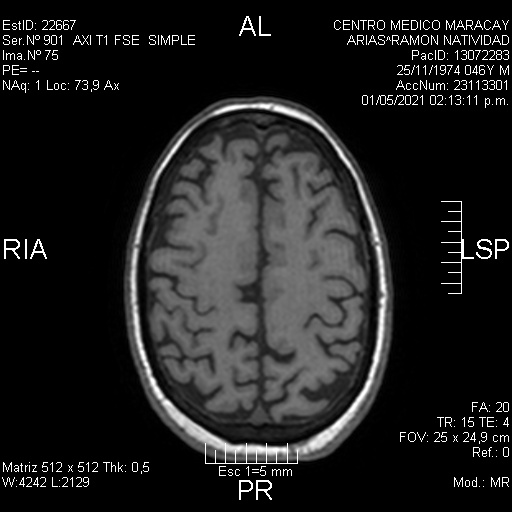 EstID: 22667
Ser.Nº 901 AXI T1 FSE SIMPLE
Ima.Nº 75
PE= --
NAq: 1 Loc: 73,9 Ax
AL
CENTRO MEDICO MARACAY
ARIAS^RAMON NATIVIDAD
PacID: 13072283
25/11/1974 046Y M
AccNum: 23113301
01/05/2021 02:13:11 p.m.
RIA
LSP
FA: 20
TR: 15 TE: 4
FOV: 25 x 24,9 cm
Ref.: 0
Matriz 512 x 512 Thk: 0,5
W:4242 L:2129
Esc 1=5 mm
PR
Mod.: MR